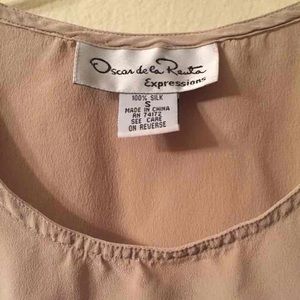 Oscar de la Renta
Expressions
100% SILK
S
MADE IN CHINA
RN 74172
SEE CARE
ON REVERSE